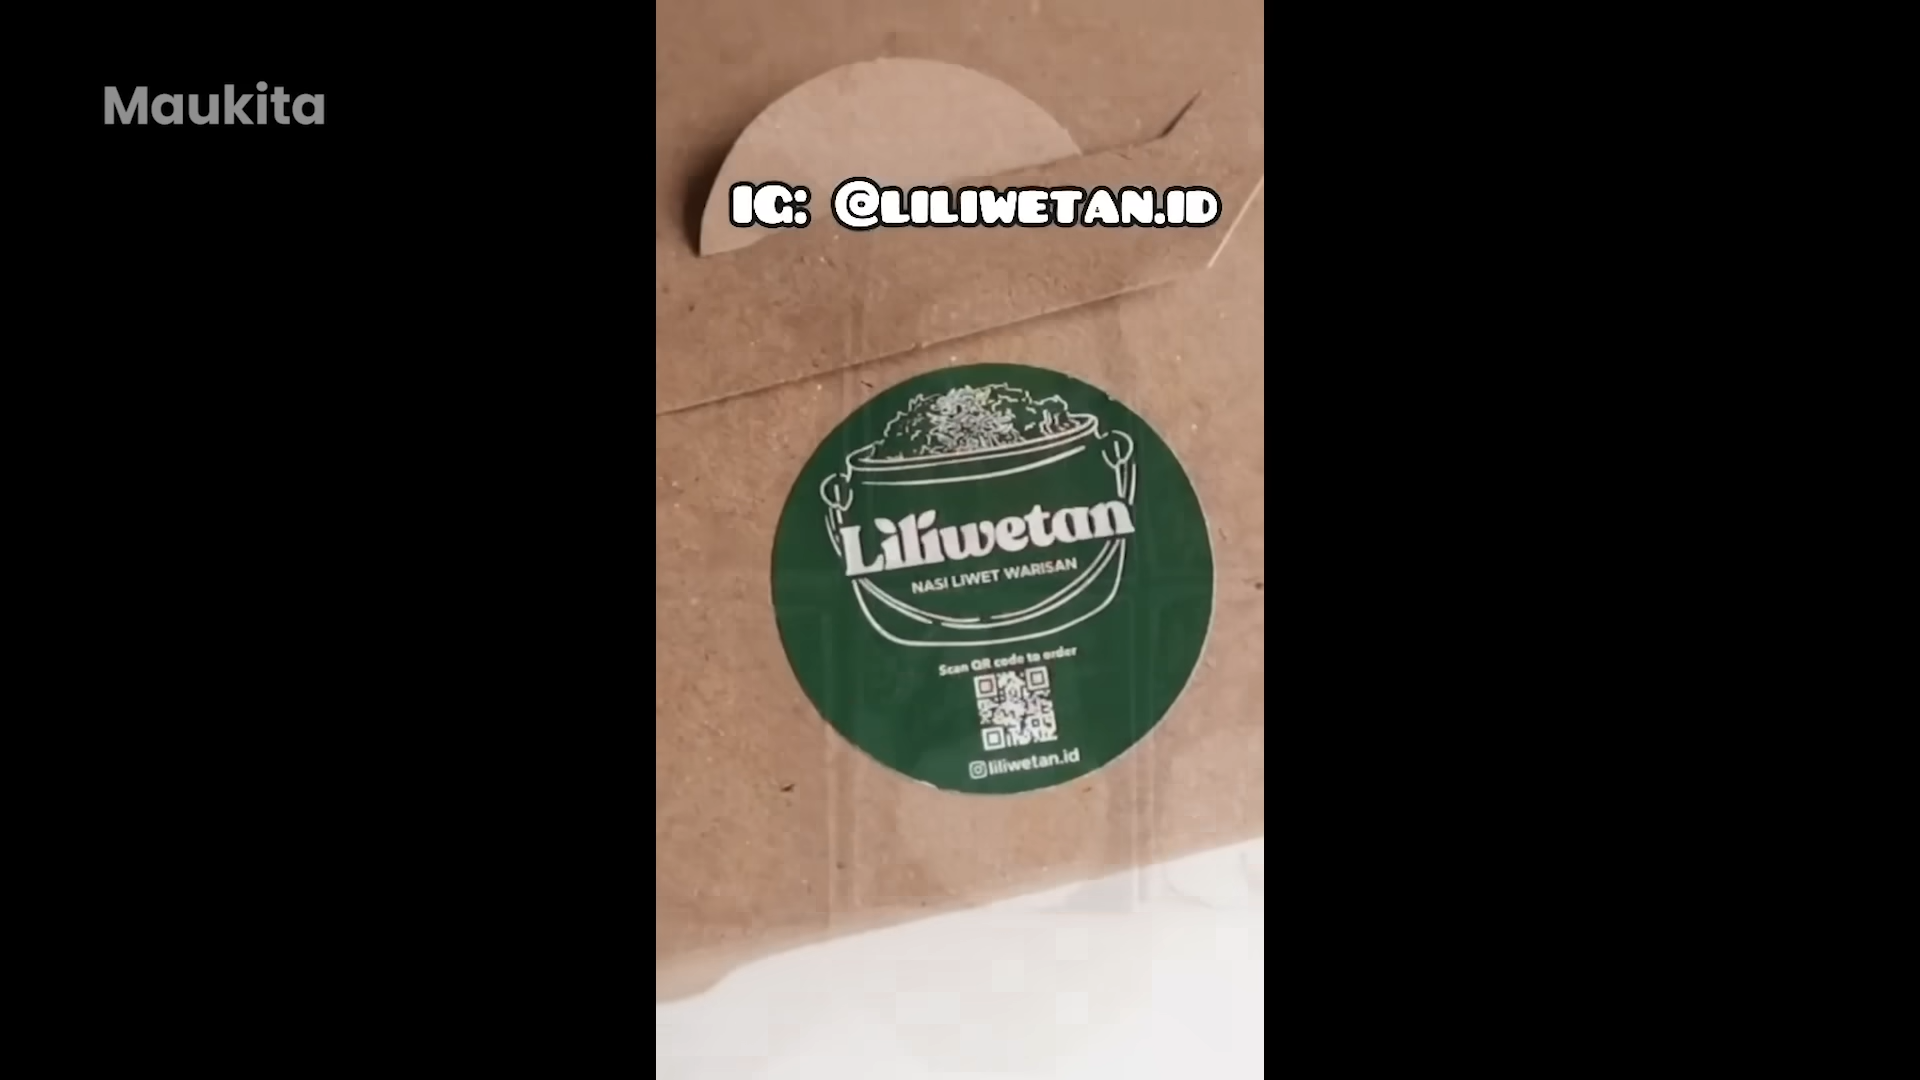 Maukita
IG: @LILIWETAN.ID
Liliwetan
NASI LIWET WARISAN
Scan QR code to order
liliwetan.id